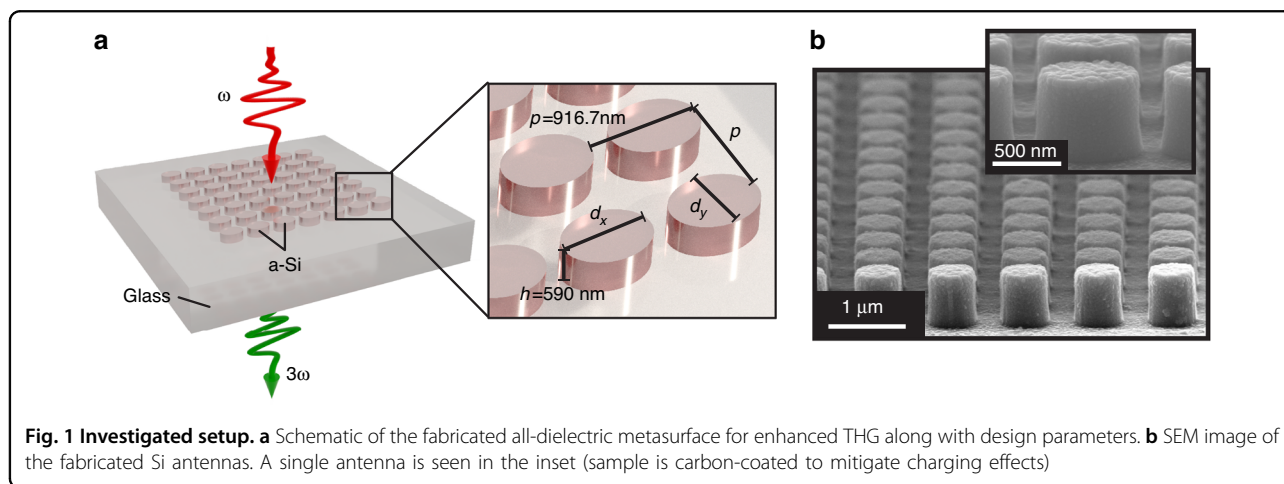 a
ω
a-Si
Glass
3ω
p=916.7nm
p
dx
dy
h=590 nm
b
500 nm
1 µm
Fig. 1 Investigated setup. a Schematic of the fabricated all-dielectric metasurface for enhanced THG along with design parameters. b SEM image of
the fabricated Si antennas. A single antenna is seen in the inset (sample is carbon-coated to mitigate charging effects)